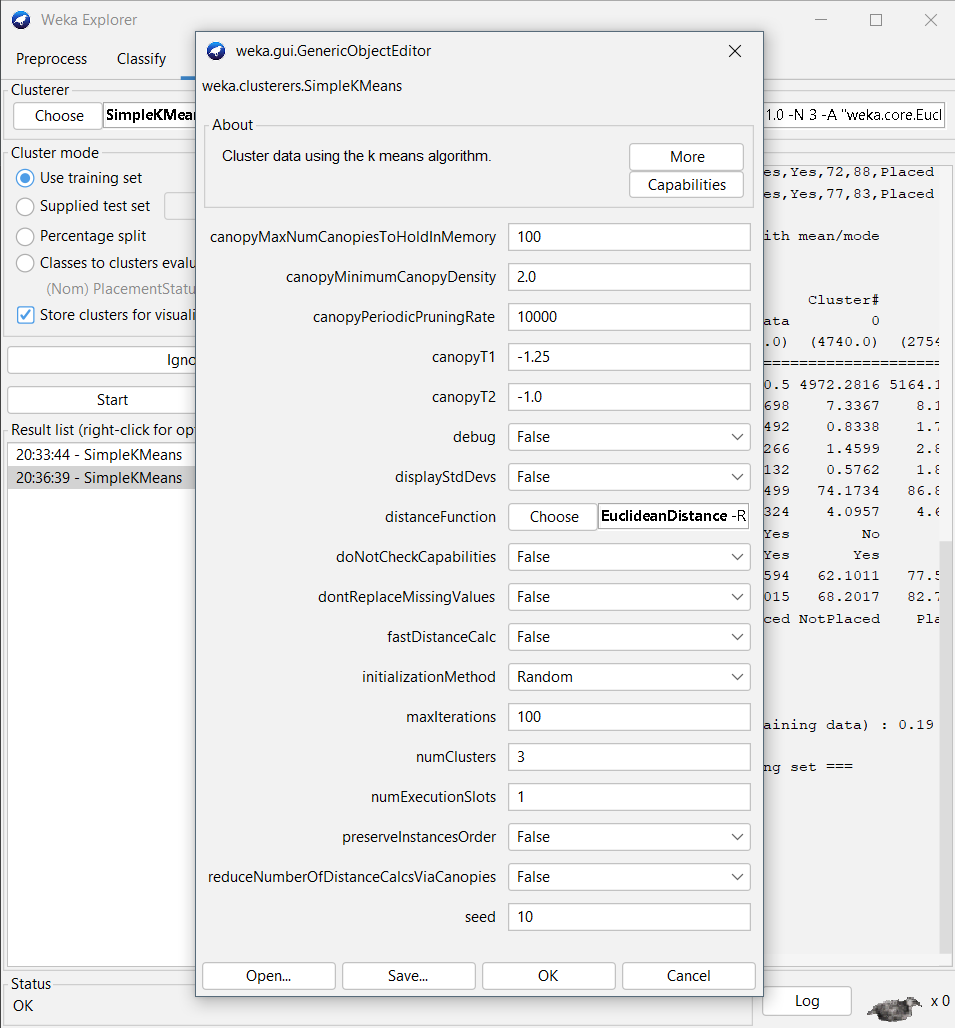 Weka Explorer
Preprocess Classify
Clusterer
Choose SimpleKMea
1.0 -N 3 -A "weka.core.Eucl
Cluster mode
Use training set
Supplied test set
Percentage split
Classes to clusters evalu
(Nom) PlacementStatu
Store clusters for visuali
Igno
Start
Result list (right-click for op
20:33:44 - SimpleKMeans
20:36:39 - SimpleKMeans
weka.gui.GenericObjectEditor
weka.clusterers.SimpleKMeans
About
Cluster data using the k means algorithm.
More
Capabilities
canopyMaxNumCanopiesToHoldInMemory 100
canopyMinimumCanopyDensity 2.0
canopyPeriodicPruningRate 10000
canopyT1 -1.25
canopyT2 -1.0
debug False
displayStdDevs False
distanceFunction Choose EuclideanDistance -R
doNotCheckCapabilities False
dontReplaceMissingValues False
fastDistanceCalc False
initializationMethod Random
maxIterations 100
numClusters 3
numExecutionSlots 1
preserveInstancesOrder False
reduceNumberOfDistanceCalcsViaCanopies False
seed 10
Open... Save... OK Cancel
es,Yes,72,88,Placed
es,Yes,77,83,Placed
ith mean/mode
Cluster#
ata 0
.0) (4740.0) (2754
0.5 4972.2816 5164.1
698 7.3367 8.1
492 0.8338 1.7
266 1.4599 2.8
132 0.5762 1.8
499 74.1734 86.8
324 4.0957 4.6
Yes No
Yes Yes
594 62.1011 77.5
015 68.2017 82.7
ced NotPlaced Pla
aining data) : 0.19
ng set ===
Status
OK
Log
x 0